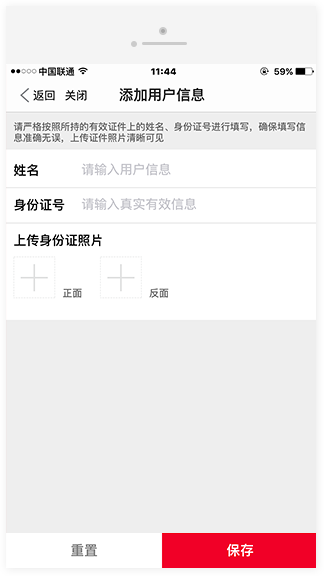 中国联通 11:44 59%
返回 关闭 添加用户信息
请严格按照所持的有效证件上的姓名、身份证号进行填写，确保填写信
息准确无误，上传证件照片清晰可见
姓名 请输入用户信息
身份证号 请输入真实有效信息
上传身份证照片
正面 反面
重置 保存